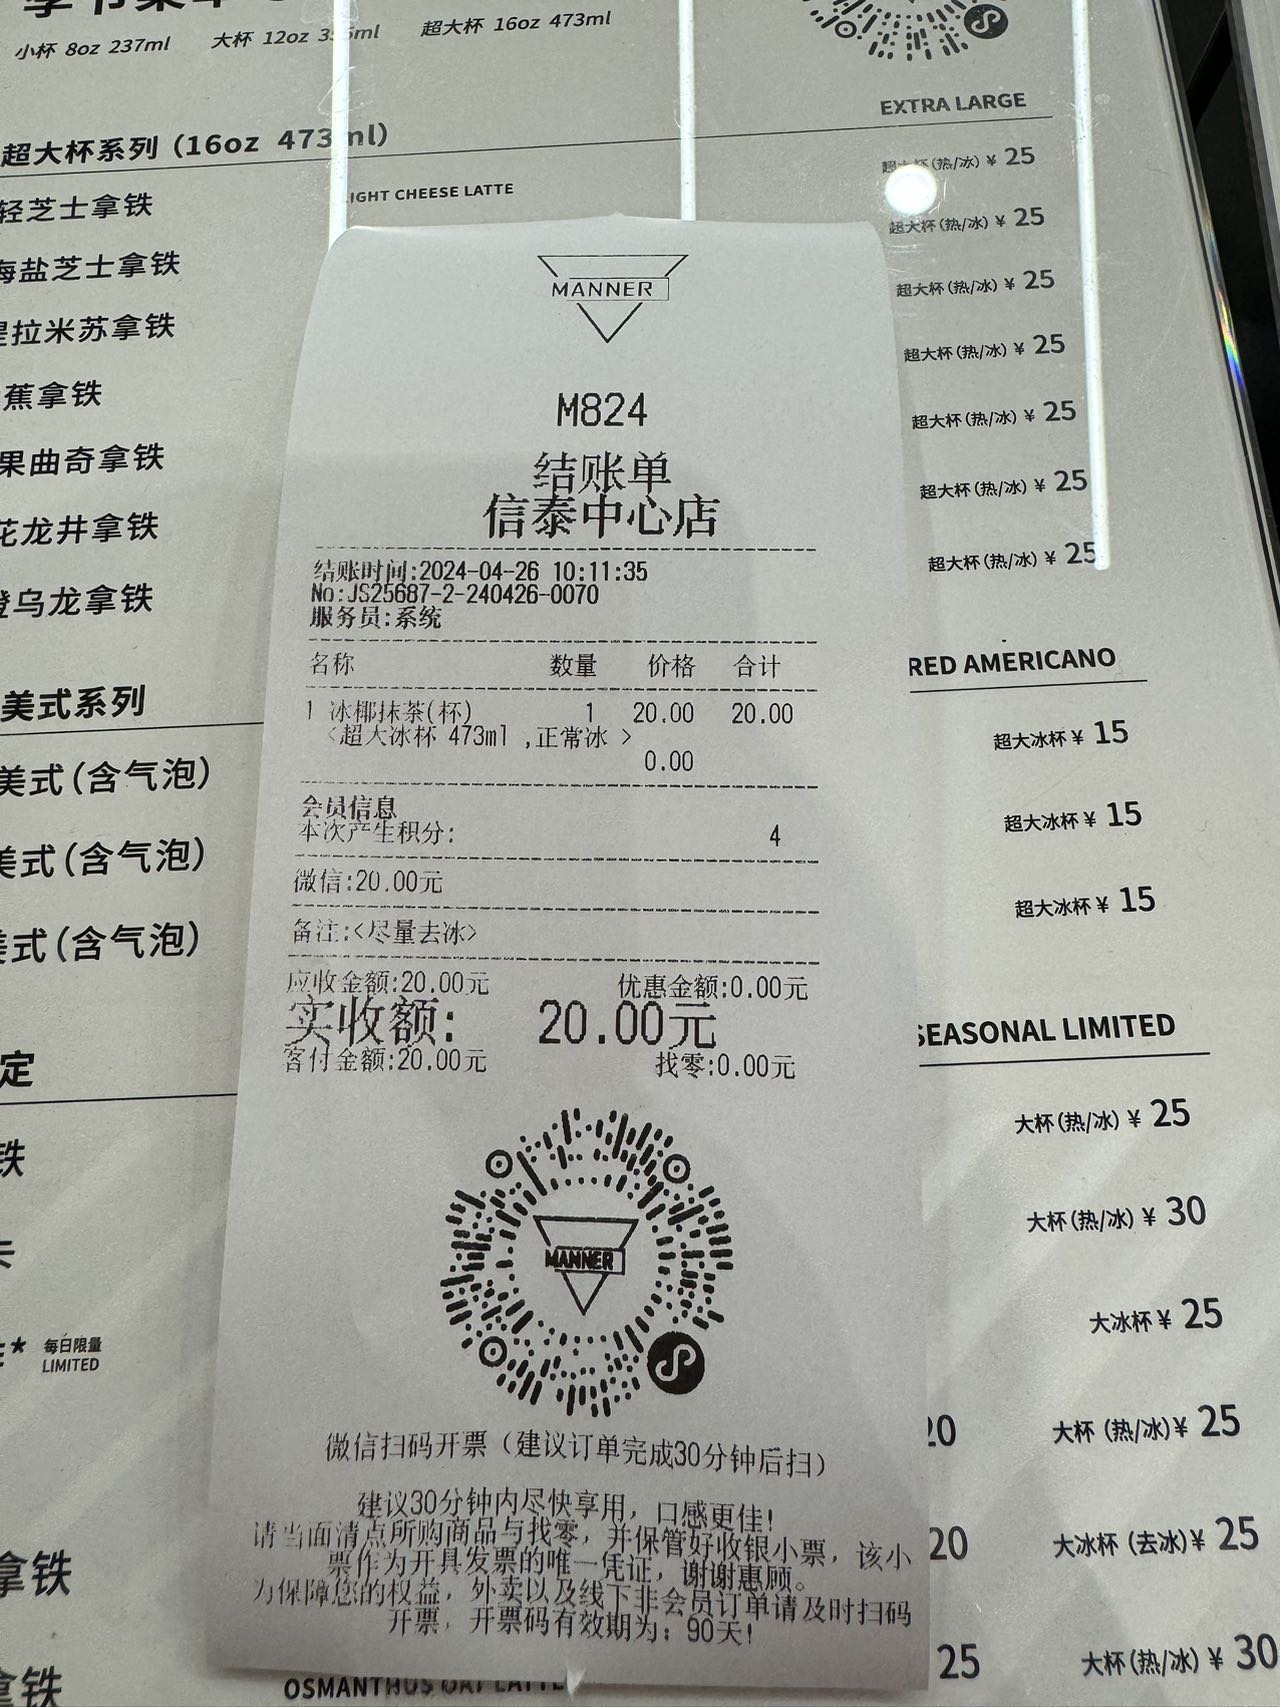 小杯 8oz 237ml 大杯 12oz 355ml 超大杯 16oz 473ml
超大杯系列 (16oz 473ml) EXTRA LARGE
轻芝士拿铁 LIGHT CHEESE LATTE 超大杯(热/冰) ¥ 25
海盐芝士拿铁 超大杯(热/冰) ¥ 25
提拉米苏拿铁 超大杯(热/冰) ¥ 25
蕉拿铁 超大杯(热/冰) ¥ 25
果曲奇拿铁 超大杯(热/冰) ¥ 25
花龙井拿铁 超大杯(热/冰) ¥ 25
橙乌龙拿铁 超大杯(热/冰) ¥ 25
美式系列 RED AMERICANO
美式(含气泡) 超大冰杯 ¥ 15
美式(含气泡) 超大冰杯 ¥ 15
美式(含气泡) 超大冰杯 ¥ 15
定 SEASONAL LIMITED
铁 大杯(热/冰) ¥ 25
卡 大杯(热/冰) ¥ 30
* 每日限量 LIMITED 大冰杯 ¥ 25
20 大杯 (热/冰) ¥ 25
拿铁 20 大冰杯 (去冰) ¥ 25
拿铁 OSMANTHUS OAT LATTE 25 大杯(热/冰) ¥ 30
MANNER
M824
结账单
信泰中心店
结账时间:2024-04-26 10:11:35
No:JS25687-2-240426-0070
服务员:系统
名称 数量 价格 合计
1 冰椰抹茶(杯) 1 20.00 20.00
<超大冰杯 473ml ,正常冰 >
0.00
会员信息
本次产生积分: 4
微信:20.00元
备注:<尽量去冰>
应收金额:20.00元 优惠金额:0.00元
实收额: 20.00元
客付金额:20.00元 找零:0.00元
MANNER
微信扫码开票（建议订单完成30分钟后扫）
建议30分钟内尽快享用，口感更佳!
请当面清点所购商品与找零，并保管好收银小票，该小
票作为开具发票的唯一凭证，谢谢惠顾。
为保障您的权益，外卖以及线下非会员订单请及时扫码
开票，开票码有效期为：90天!